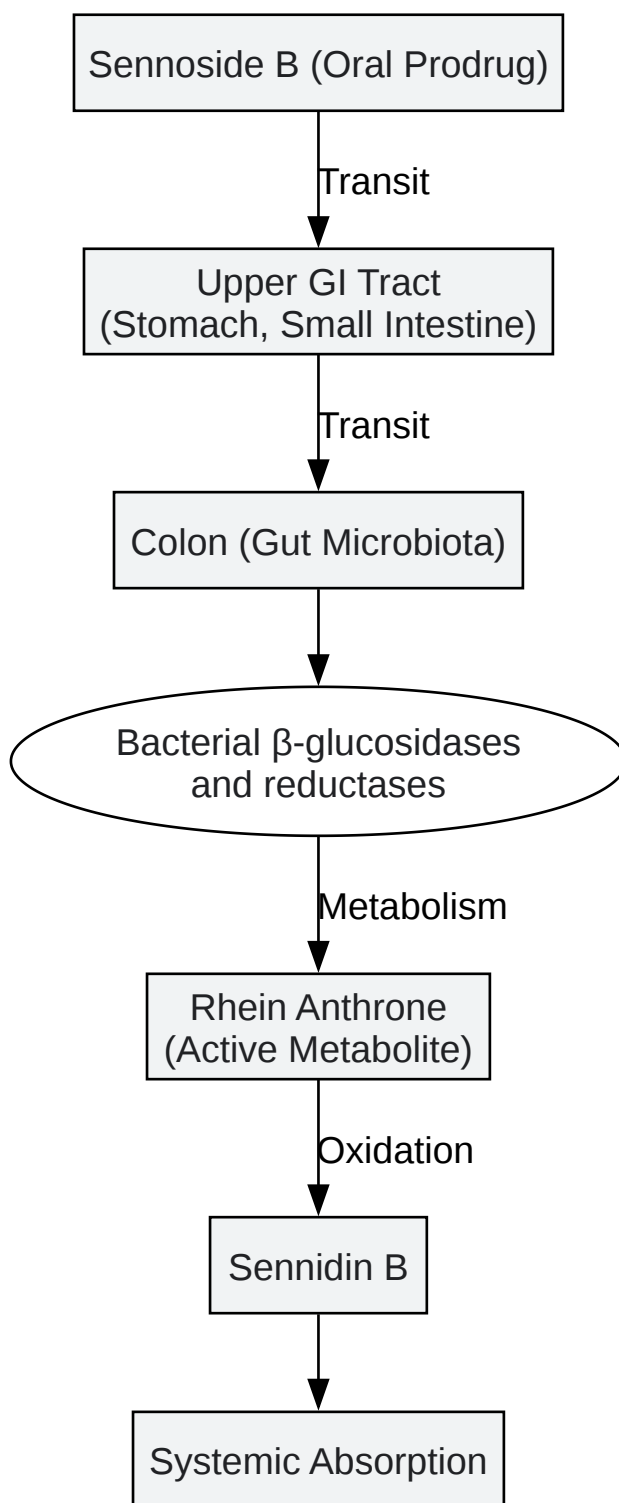 Sennoside B (Oral Prodrug)
Transit
Upper GI Tract
(Stomach, Small Intestine)
Transit
Colon (Gut Microbiota)
Bacterial β-glucosidases
and reductases
Metabolism
Rhein Anthrone
(Active Metabolite)
Oxidation
Sennidin B
Systemic Absorption